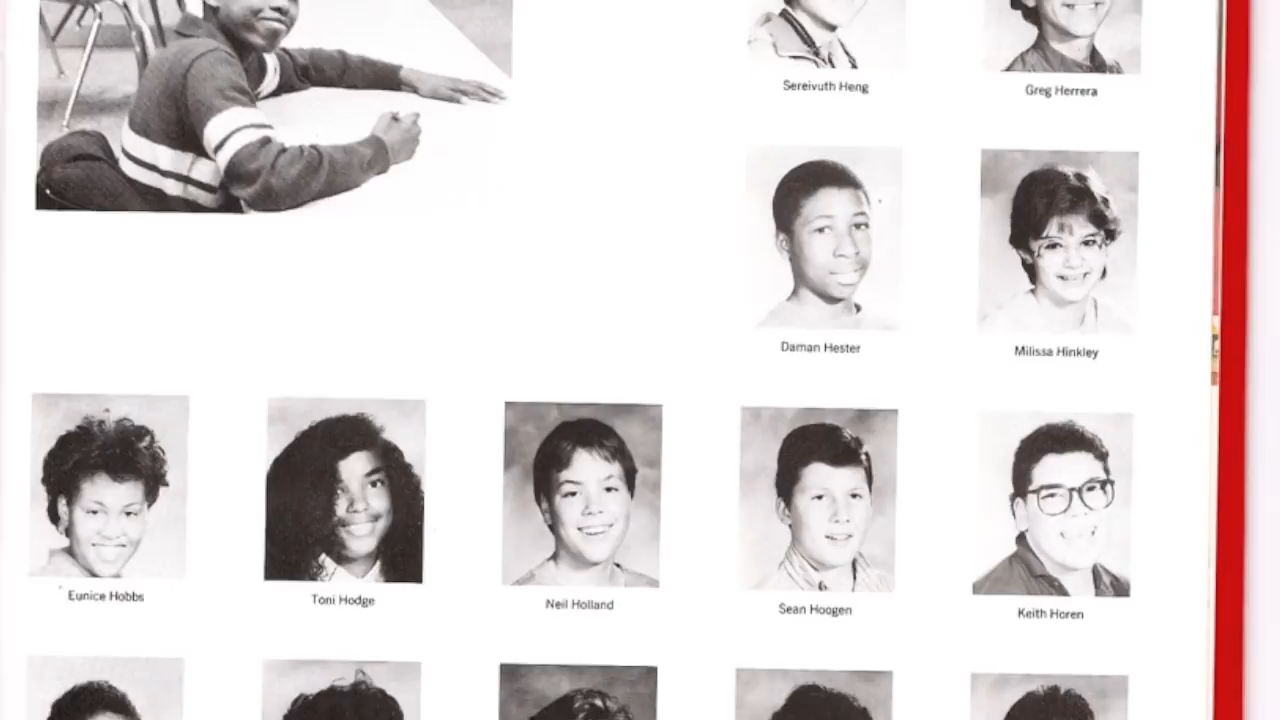 Sereivuth Heng
Greg Herrera
Daman Hester
Milissa Hinkley
Eunice Hobbs
Toni Hodge
Neil Holland
Sean Hoogen
Keith Horen